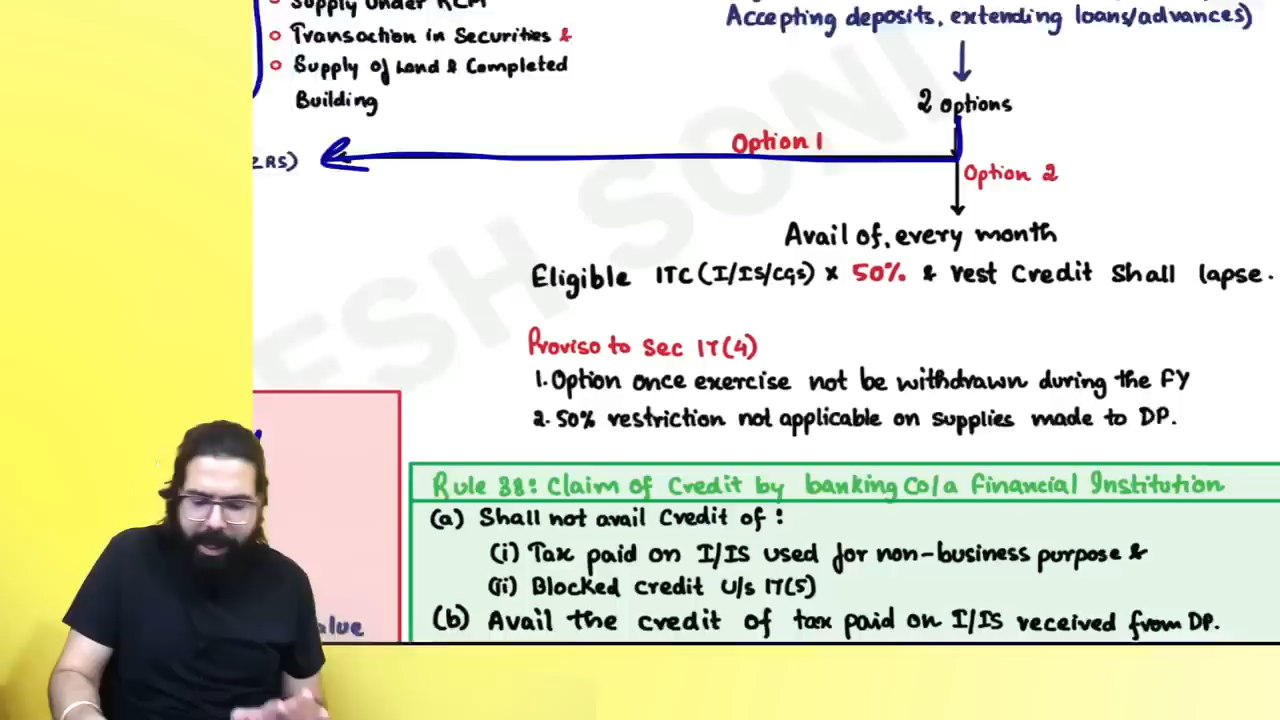 Supply under RCM
Transaction in Securities &
Supply of Land & Completed
Building
Accepting deposits, extending loans/advances)
2 options
Option 1
ZRS)
Option 2
Avail of, every month
Eligible ITC (I/IS/CGS) x 50% & rest Credit Shall lapse.
Proviso to Sec 17(4)
1. Option once exercise not be withdrawn during the FY
2. 50% restriction not applicable on supplies made to DP.
Rule 38: Claim of Credit by banking Co/a Financial Institution
(a) Shall not avail Credit of :
(i) Tax paid on I/IS used for non-business purpose &
(ii) Blocked credit U/s 17(5)
(b) Avail the credit of tax paid on I/IS received from DP.
alue
ESH SONI